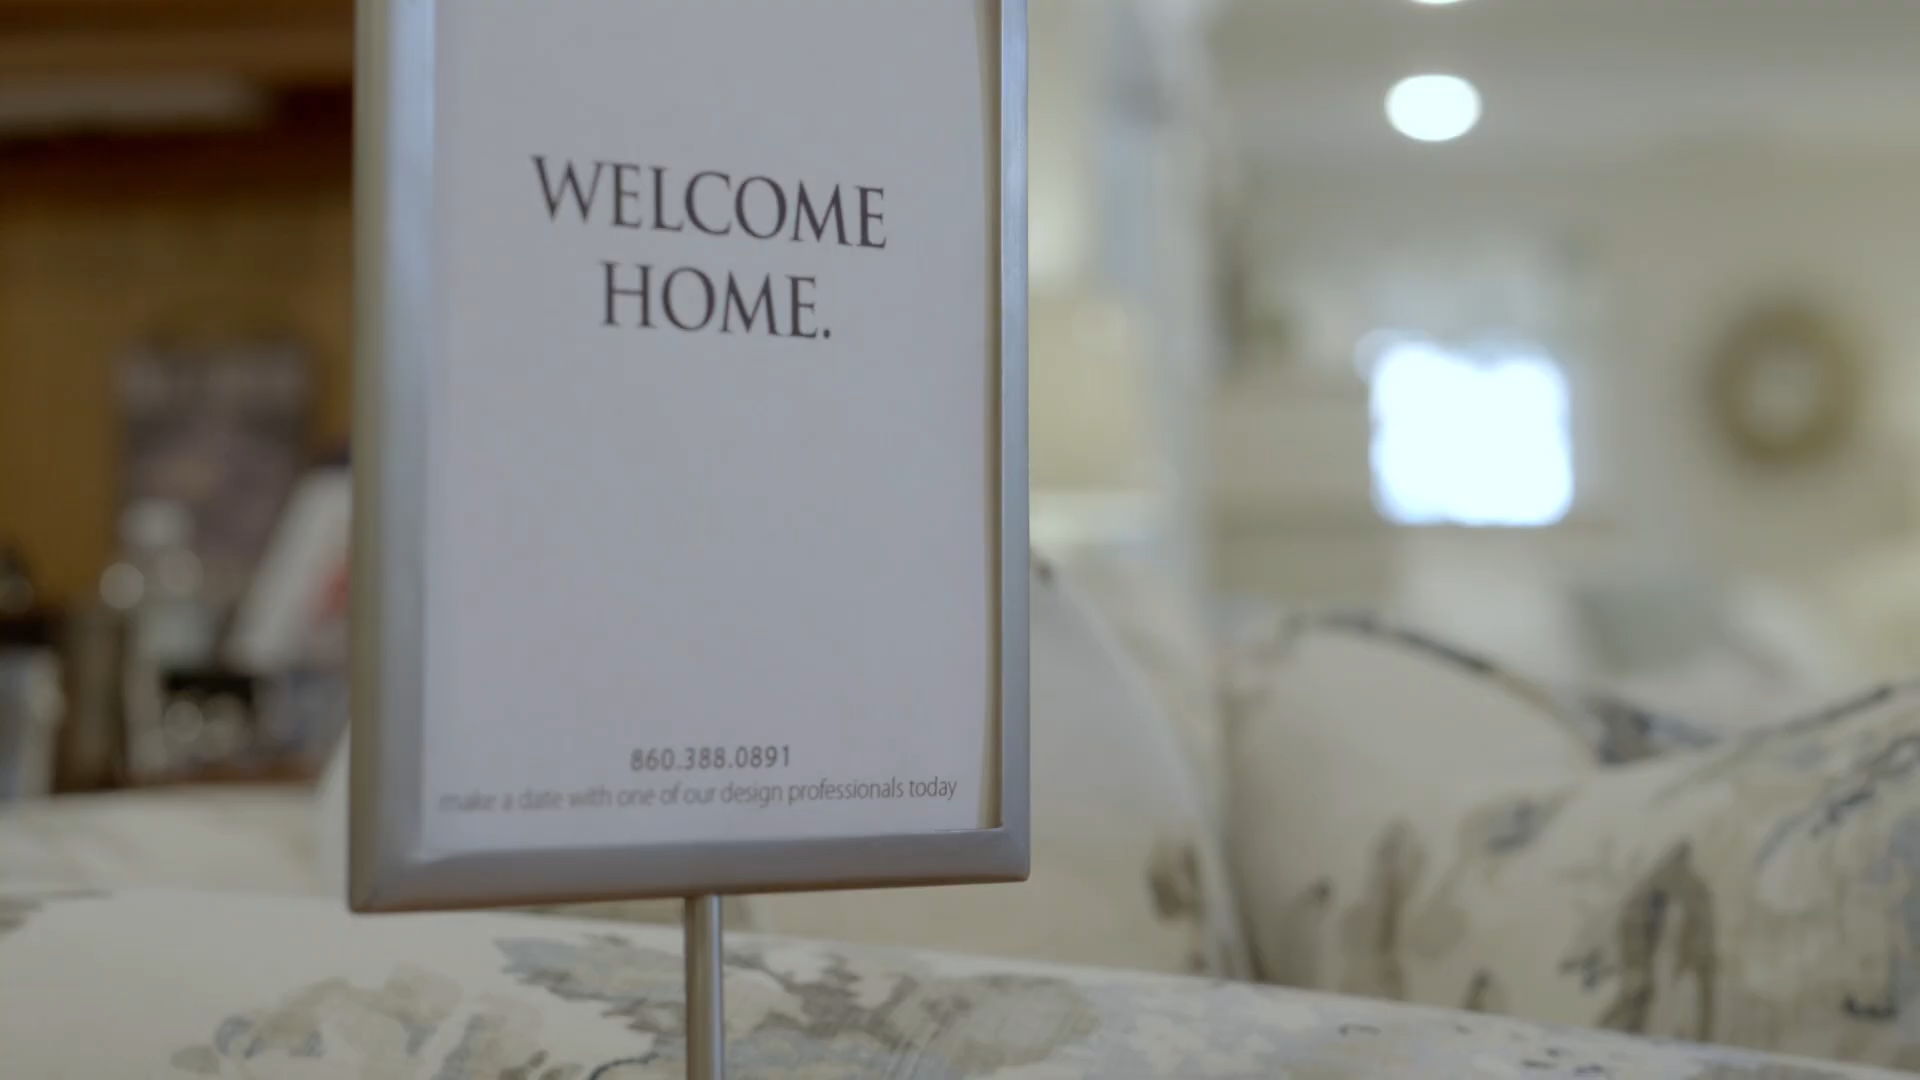 WELCOME
HOME.
860.388.0891
make a date with one of our design professionals today